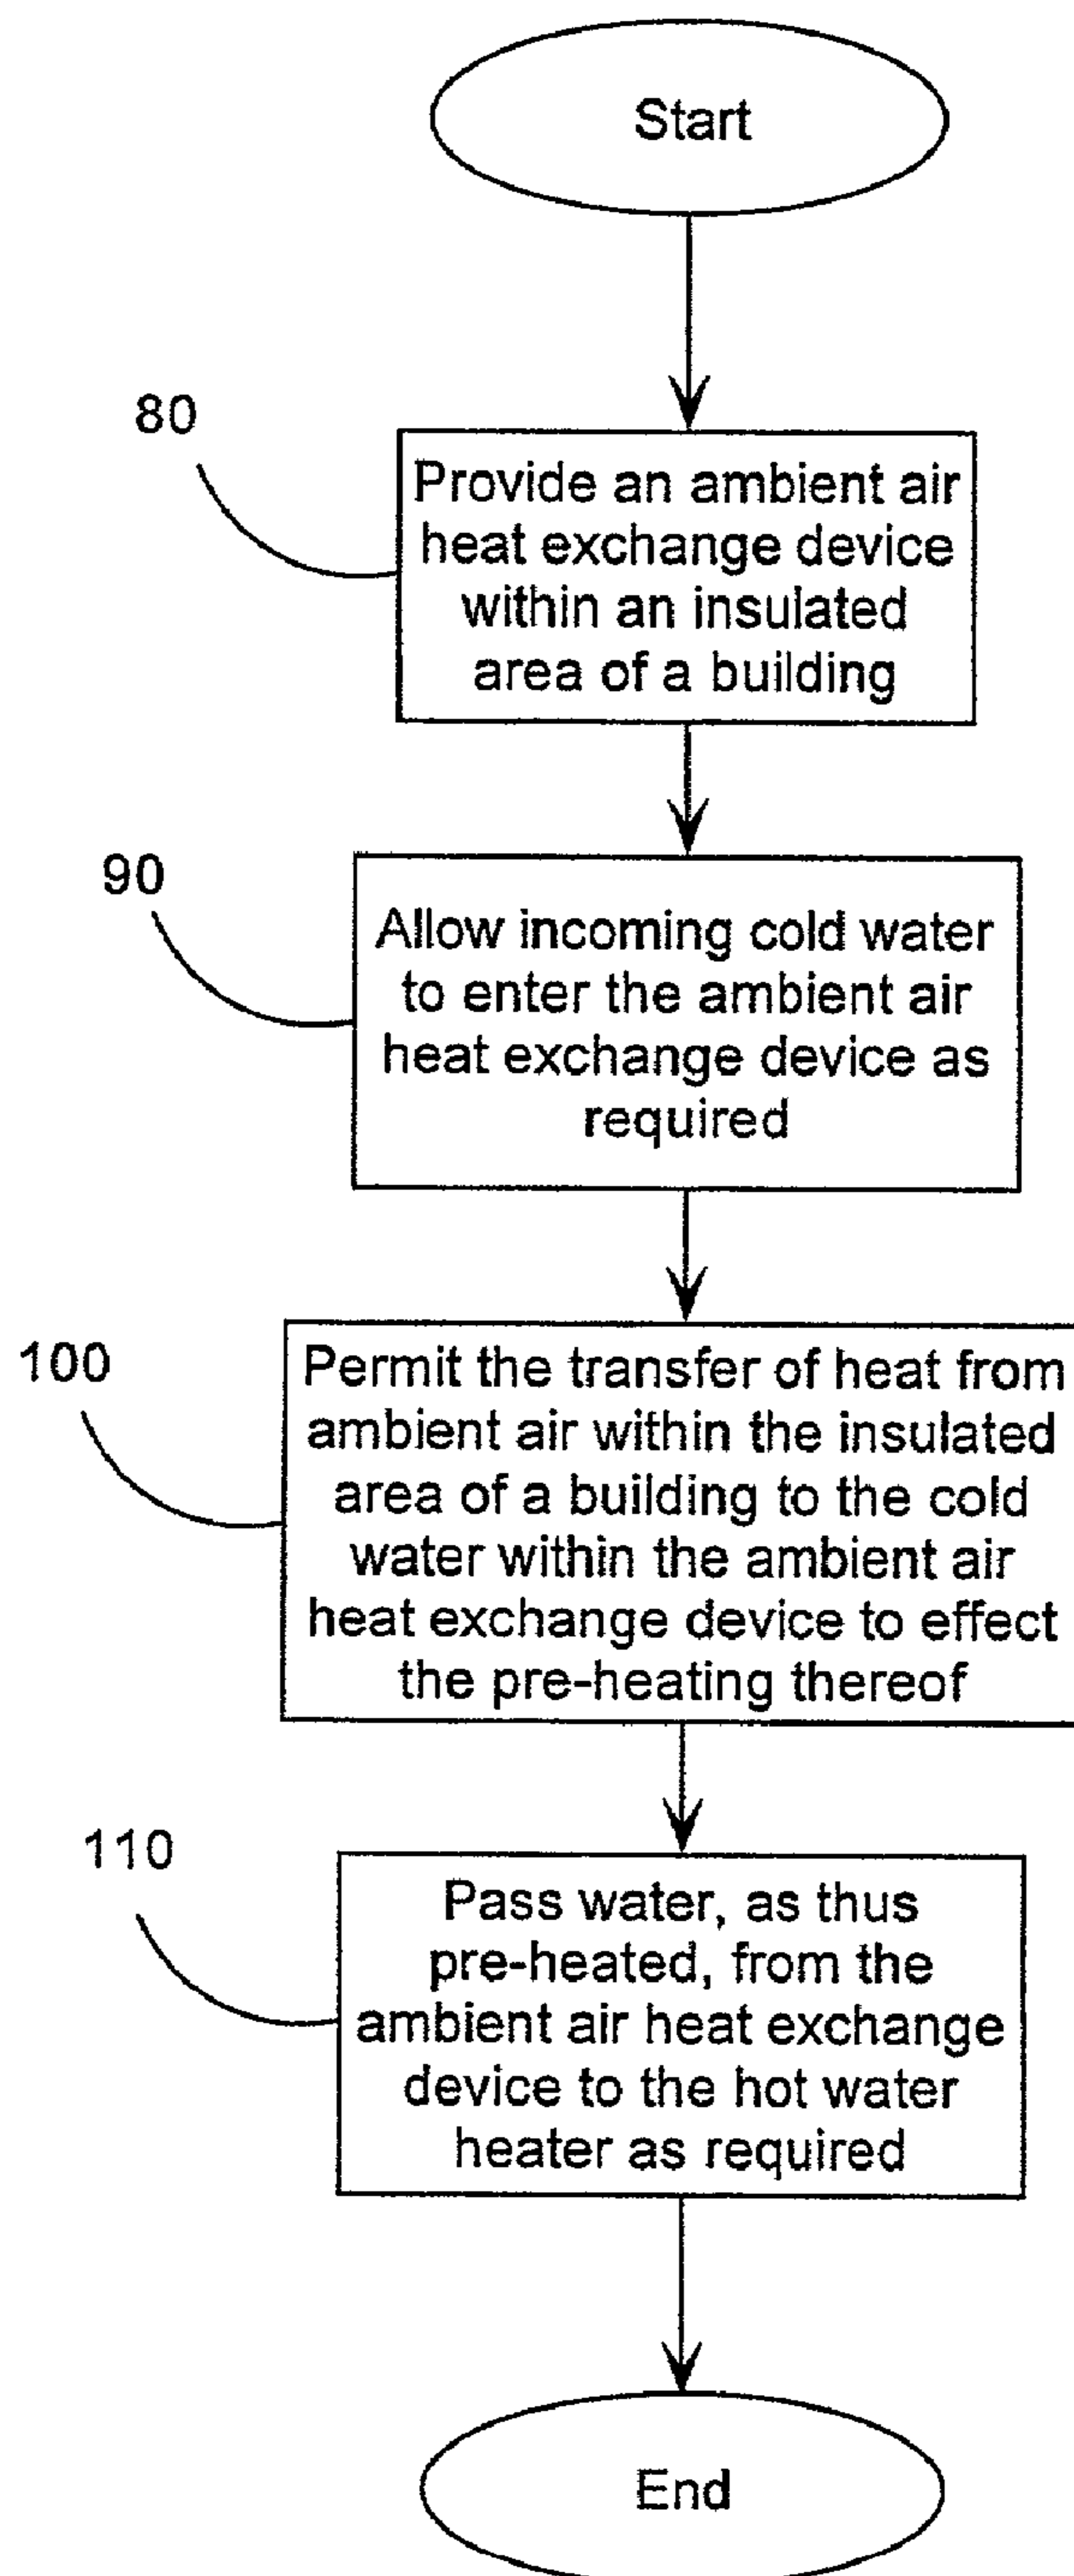 Start
80
Provide an ambient air
heat exchange device
within an insulated
area of a building
90
Allow incoming cold water
to enter the ambient air
heat exchange device as
required
100
Permit the transfer of heat from
ambient air within the insulated
area of a building to the cold
water within the ambient air
heat exchange device to effect
the pre-heating thereof
110
Pass water, as thus
pre-heated, from the
ambient air heat exchange
device to the hot water
heater as required
End